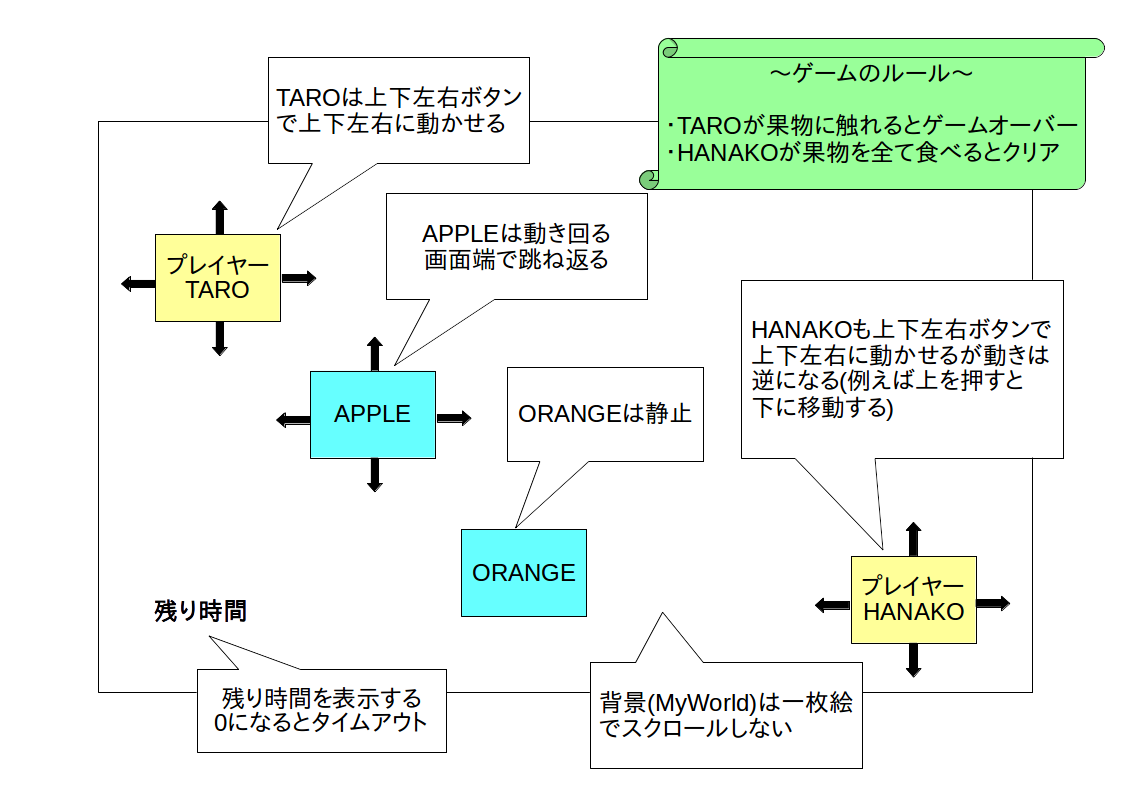 ～ゲームのルール～
・TAROが果物に触れるとゲームオーバー
・HANAKOが果物を全て食べるとクリア
TAROは上下左右ボタン
で上下左右に動かせる
プレイヤー
TARO
APPLEは動き回る
画面端で跳ね返る
APPLE
HANAKOも上下左右ボタンで
上下左右に動かせるが動きは
逆になる(例えば上を押すと
下に移動する)
ORANGEは静止
ORANGE
プレイヤー
HANAKO
残り時間
残り時間を表示する
0になるとタイムアウト
背景(MyWorld)は一枚絵
でスクロールしない